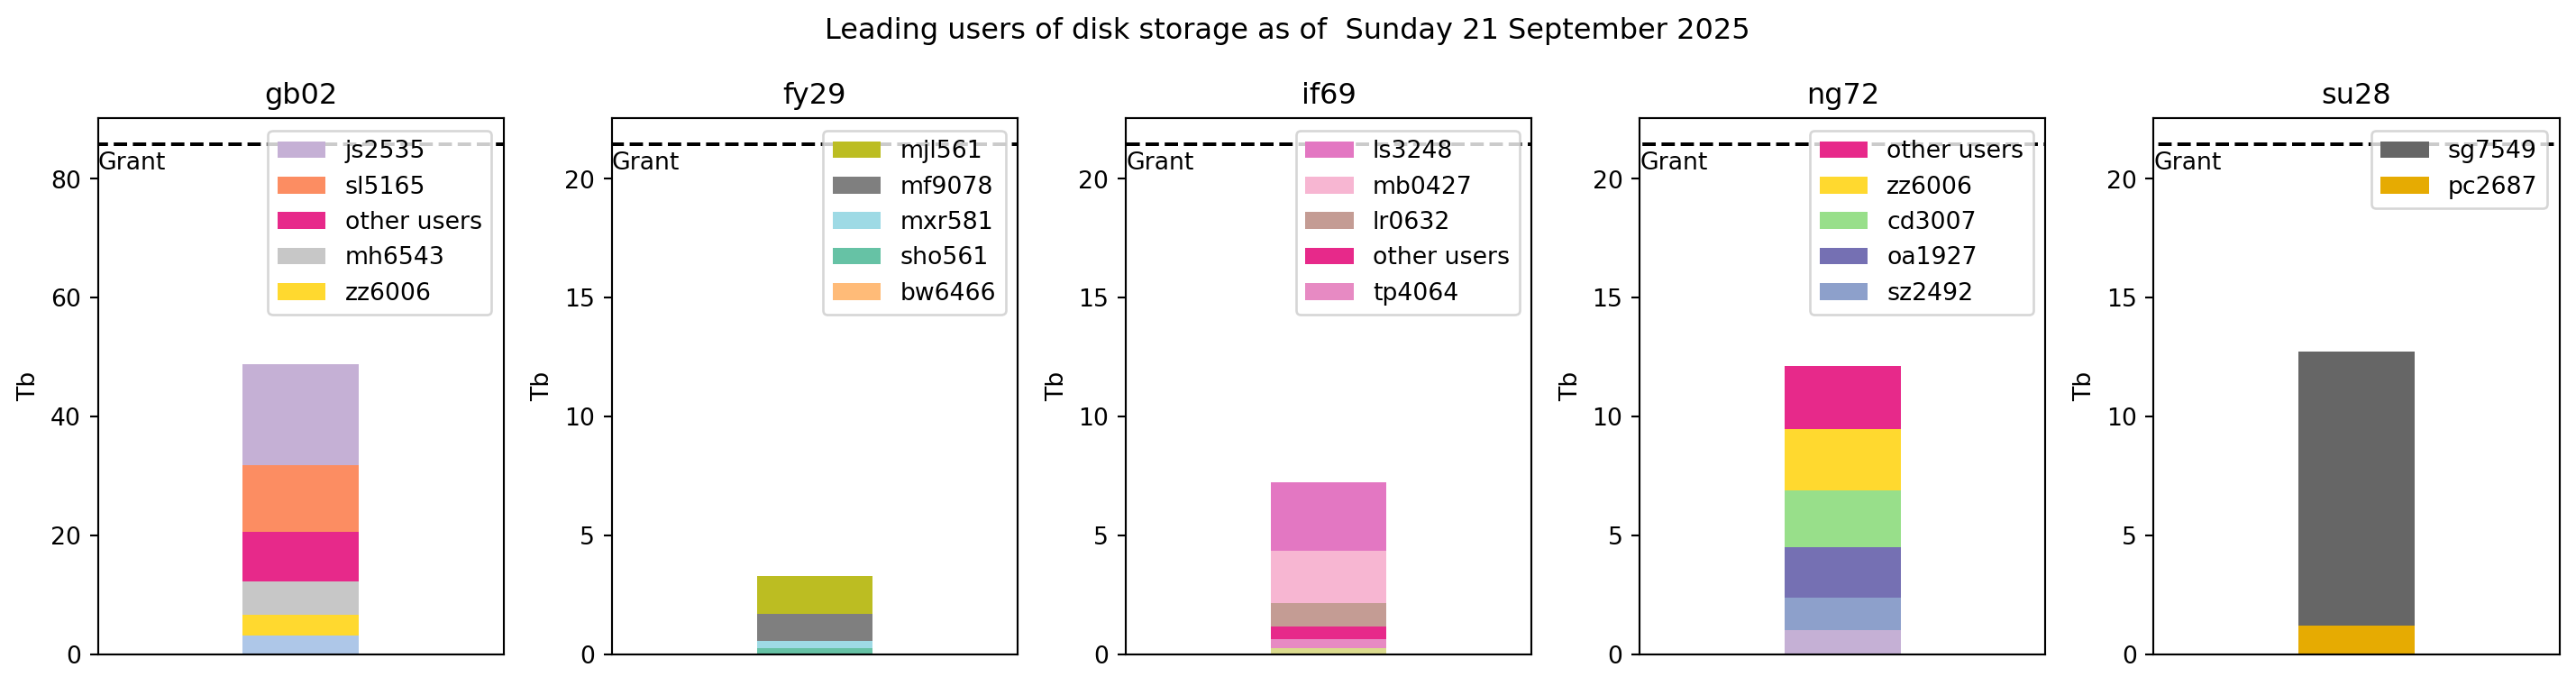 Leading users of disk storage as of  Sunday 21 September 2025
gb02
Grant
js2535
sl5165
other users
mh6543
zz6006
80
60
40
20
0
Tb
fy29
Grant
mjl561
mf9078
mxr581
sho561
bw6466
20
15
10
5
0
Tb
if69
Grant
ls3248
mb0427
lr0632
other users
tp4064
20
15
10
5
0
Tb
ng72
Grant
other users
zz6006
cd3007
oa1927
sz2492
20
15
10
5
0
Tb
su28
Grant
sg7549
pc2687
20
15
10
5
0
Tb